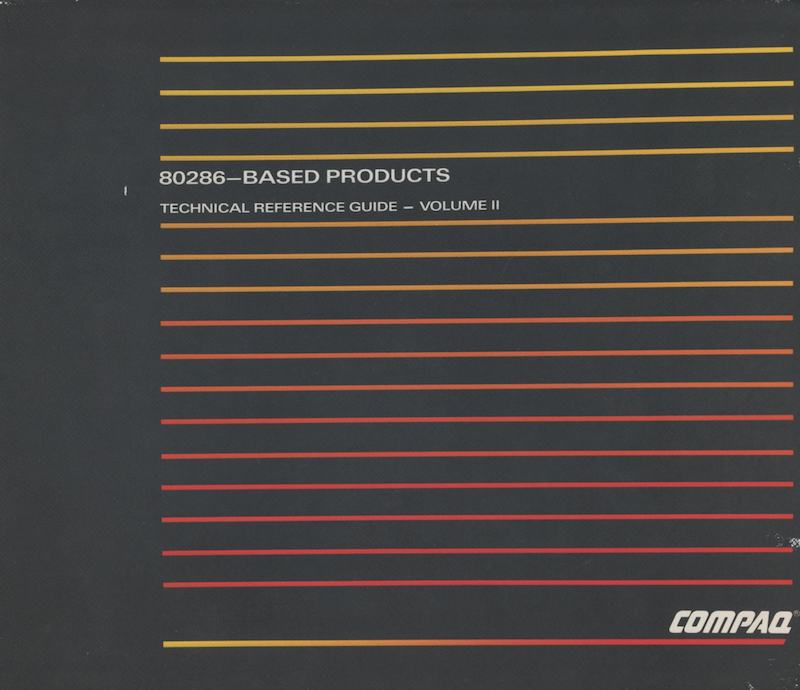 80286–BASED PRODUCTS
TECHNICAL REFERENCE GUIDE – VOLUME II
COMPAQ®